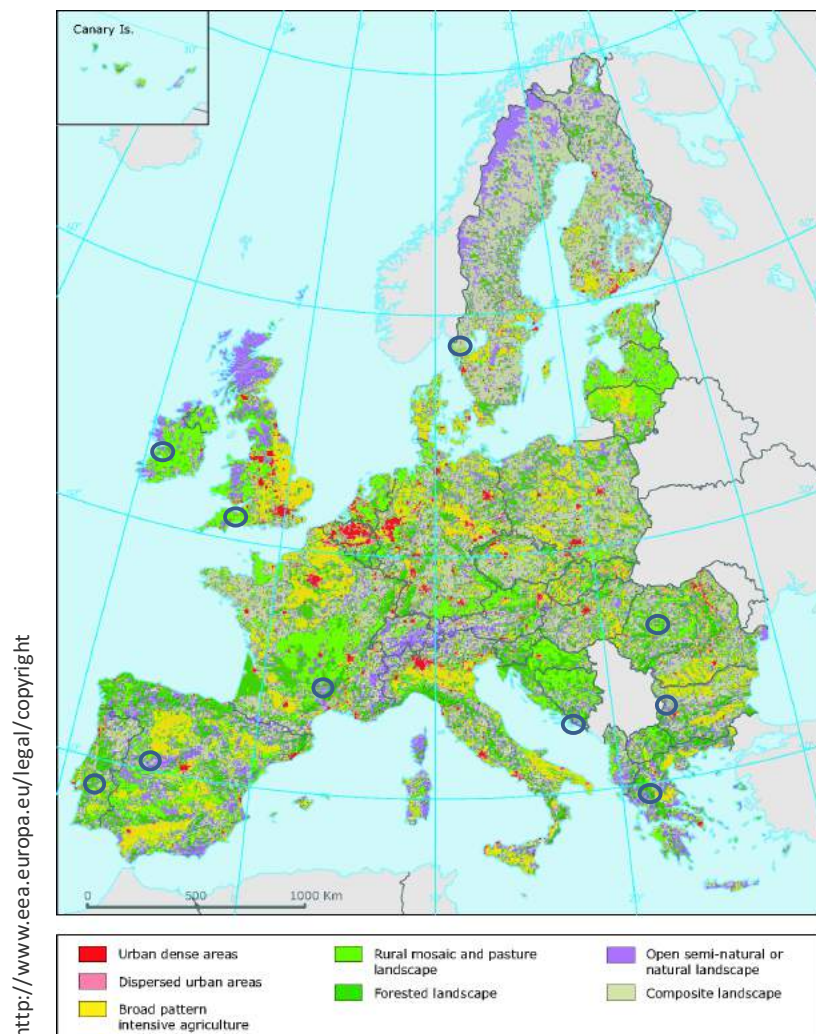 Canary Is.
0 500 1000 Km
Urban dense areas
Dispersed urban areas
Broad pattern
intensive agriculture
Rural mosaic and pasture
landscape
Forested landscape
Open semi-natural or
natural landscape
Composite landscape
http://www.eea.europa.eu/legal/copyright